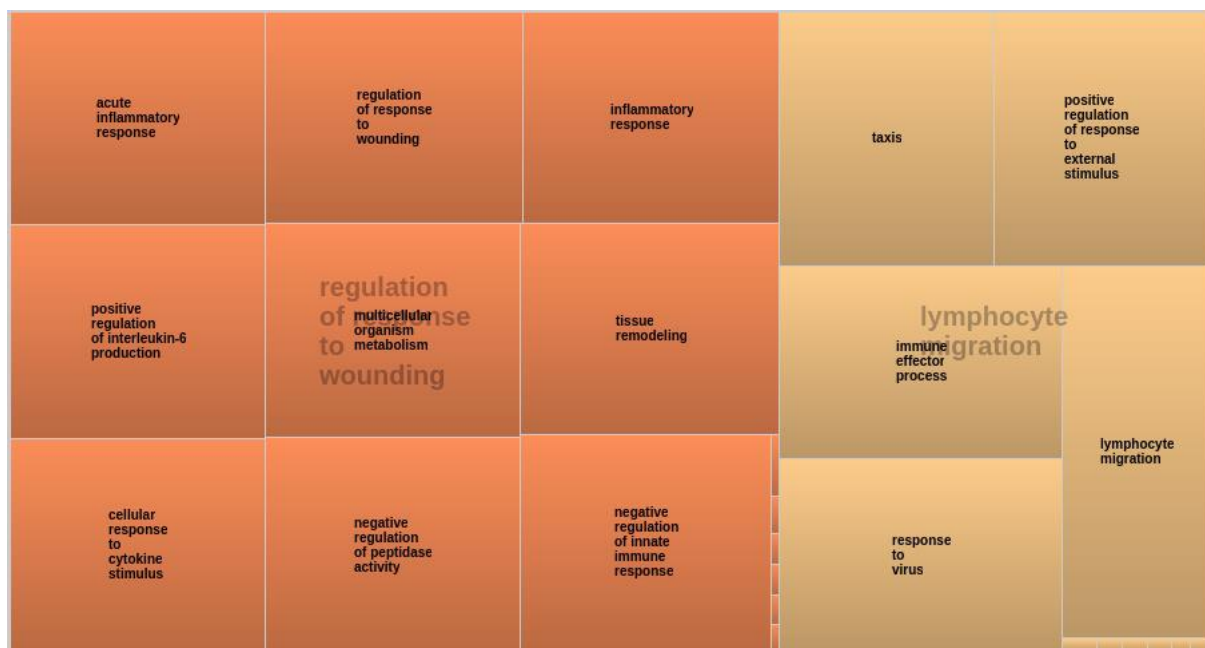 acute
inflammatory
response
regulation
of response
to
wounding
inflammatory
response
taxis
positive
regulation
of response
to
external
stimulus
positive
regulation
of interleukin-6
production
regulation
of response
to
wounding
multicellular
organism
metabolism
tissue
remodeling
lymphocyte
migration
immune
effector
process
lymphocyte
migration
cellular
response
to
cytokine
stimulus
negative
regulation
of peptidase
activity
negative
regulation
of innate
immune
response
response
to
virus